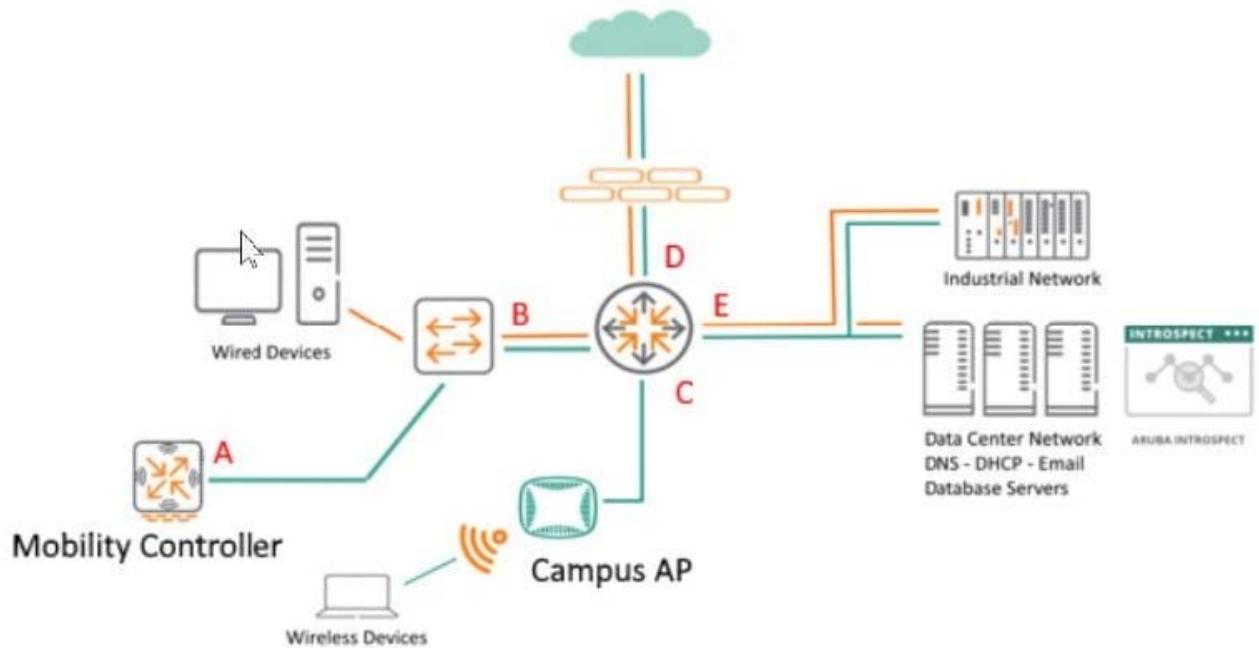 D
Industrial Network
B
E
Wired Devices
C
INTROSPECT
A
Data Center Network
DNS - DHCP - Email
Database Servers
ARUBA INTROSPECT
Mobility Controller
Campus AP
Wireless Devices